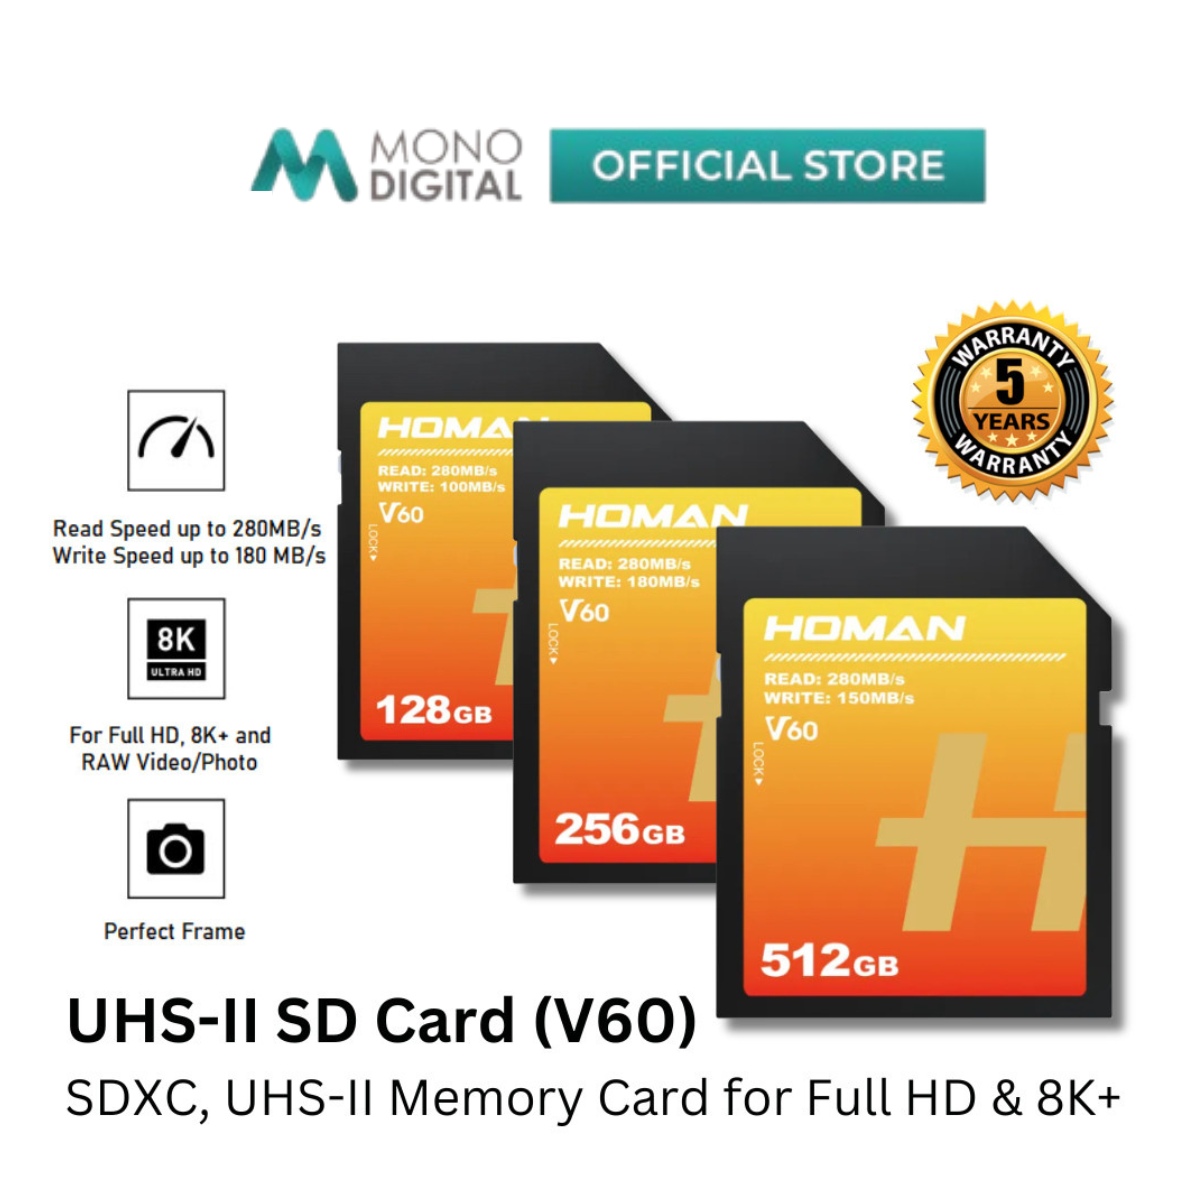 MONO
DIGITAL
OFFICIAL STORE
WARRANTY
5
YEARS
WARRANTY
Read Speed up to 280MB/s
Write Speed up to 180 MB/s
8K
ULTRA HD
For Full HD, 8K+ and
RAW Video/Photo
Perfect Frame
HOMAN
READ: 280MB/s
WRITE: 100MB/s
V60
LOCK
128GB
HOMAN
READ: 280MB/s
WRITE: 180MB/s
V60
LOCK
256GB
HOMAN
READ: 280MB/s
WRITE: 150MB/s
V60
LOCK
H
512GB
UHS-II SD Card (V60)
SDXC, UHS-II Memory Card for Full HD & 8K+